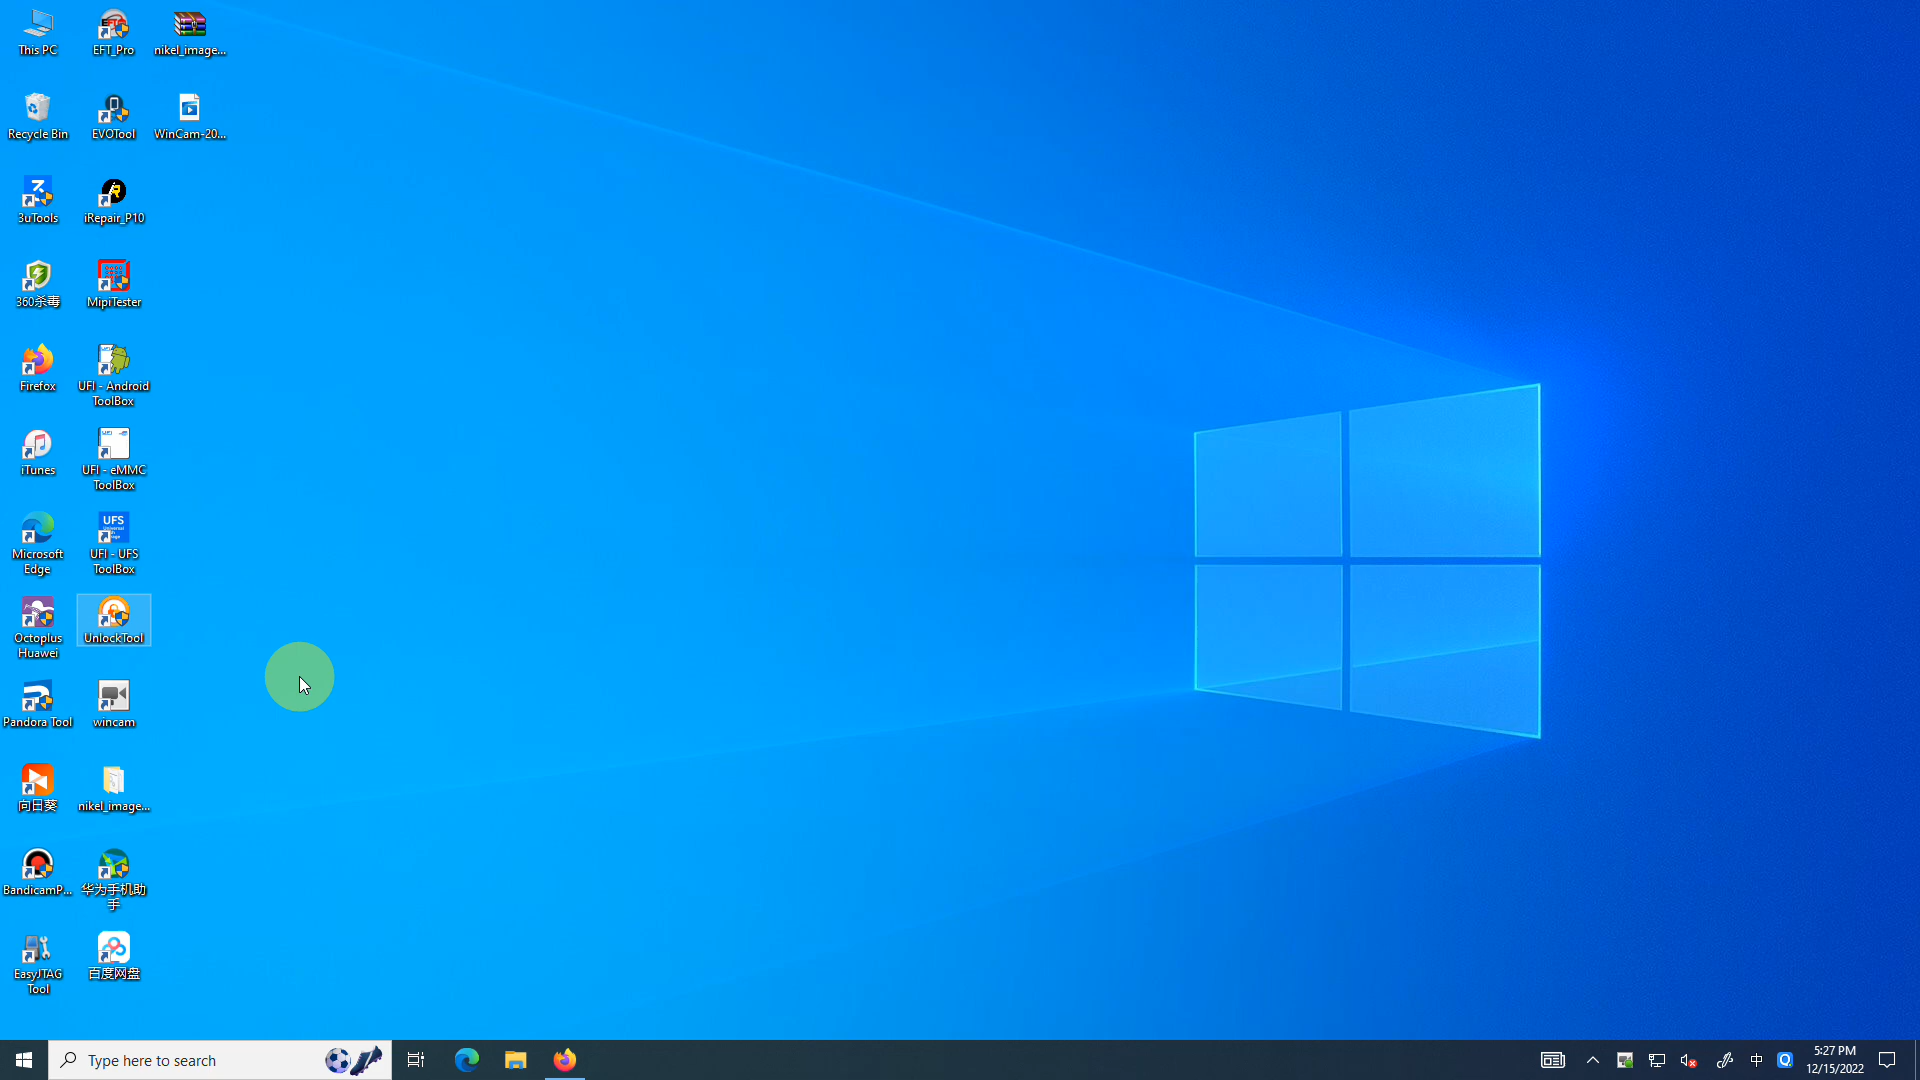 This PC
EFT_Pro
nikel_image...
Recycle Bin
EVOTool
WinCam-20...
3uTools
iRepair_P10
360杀毒
MipiTester
Firefox
UFI - Android
ToolBox
iTunes
UFI - eMMC
ToolBox
Microsoft
Edge
UFS
UFI - UFS
ToolBox
Octoplus
Huawei
UnlockTool
Pandora Tool
wincam
向日葵
nikel_image...
BandicamP...
华为手机助
手
EasyJTAG
Tool
百度网盘
Type here to search
中
5:27 PM
12/15/2022